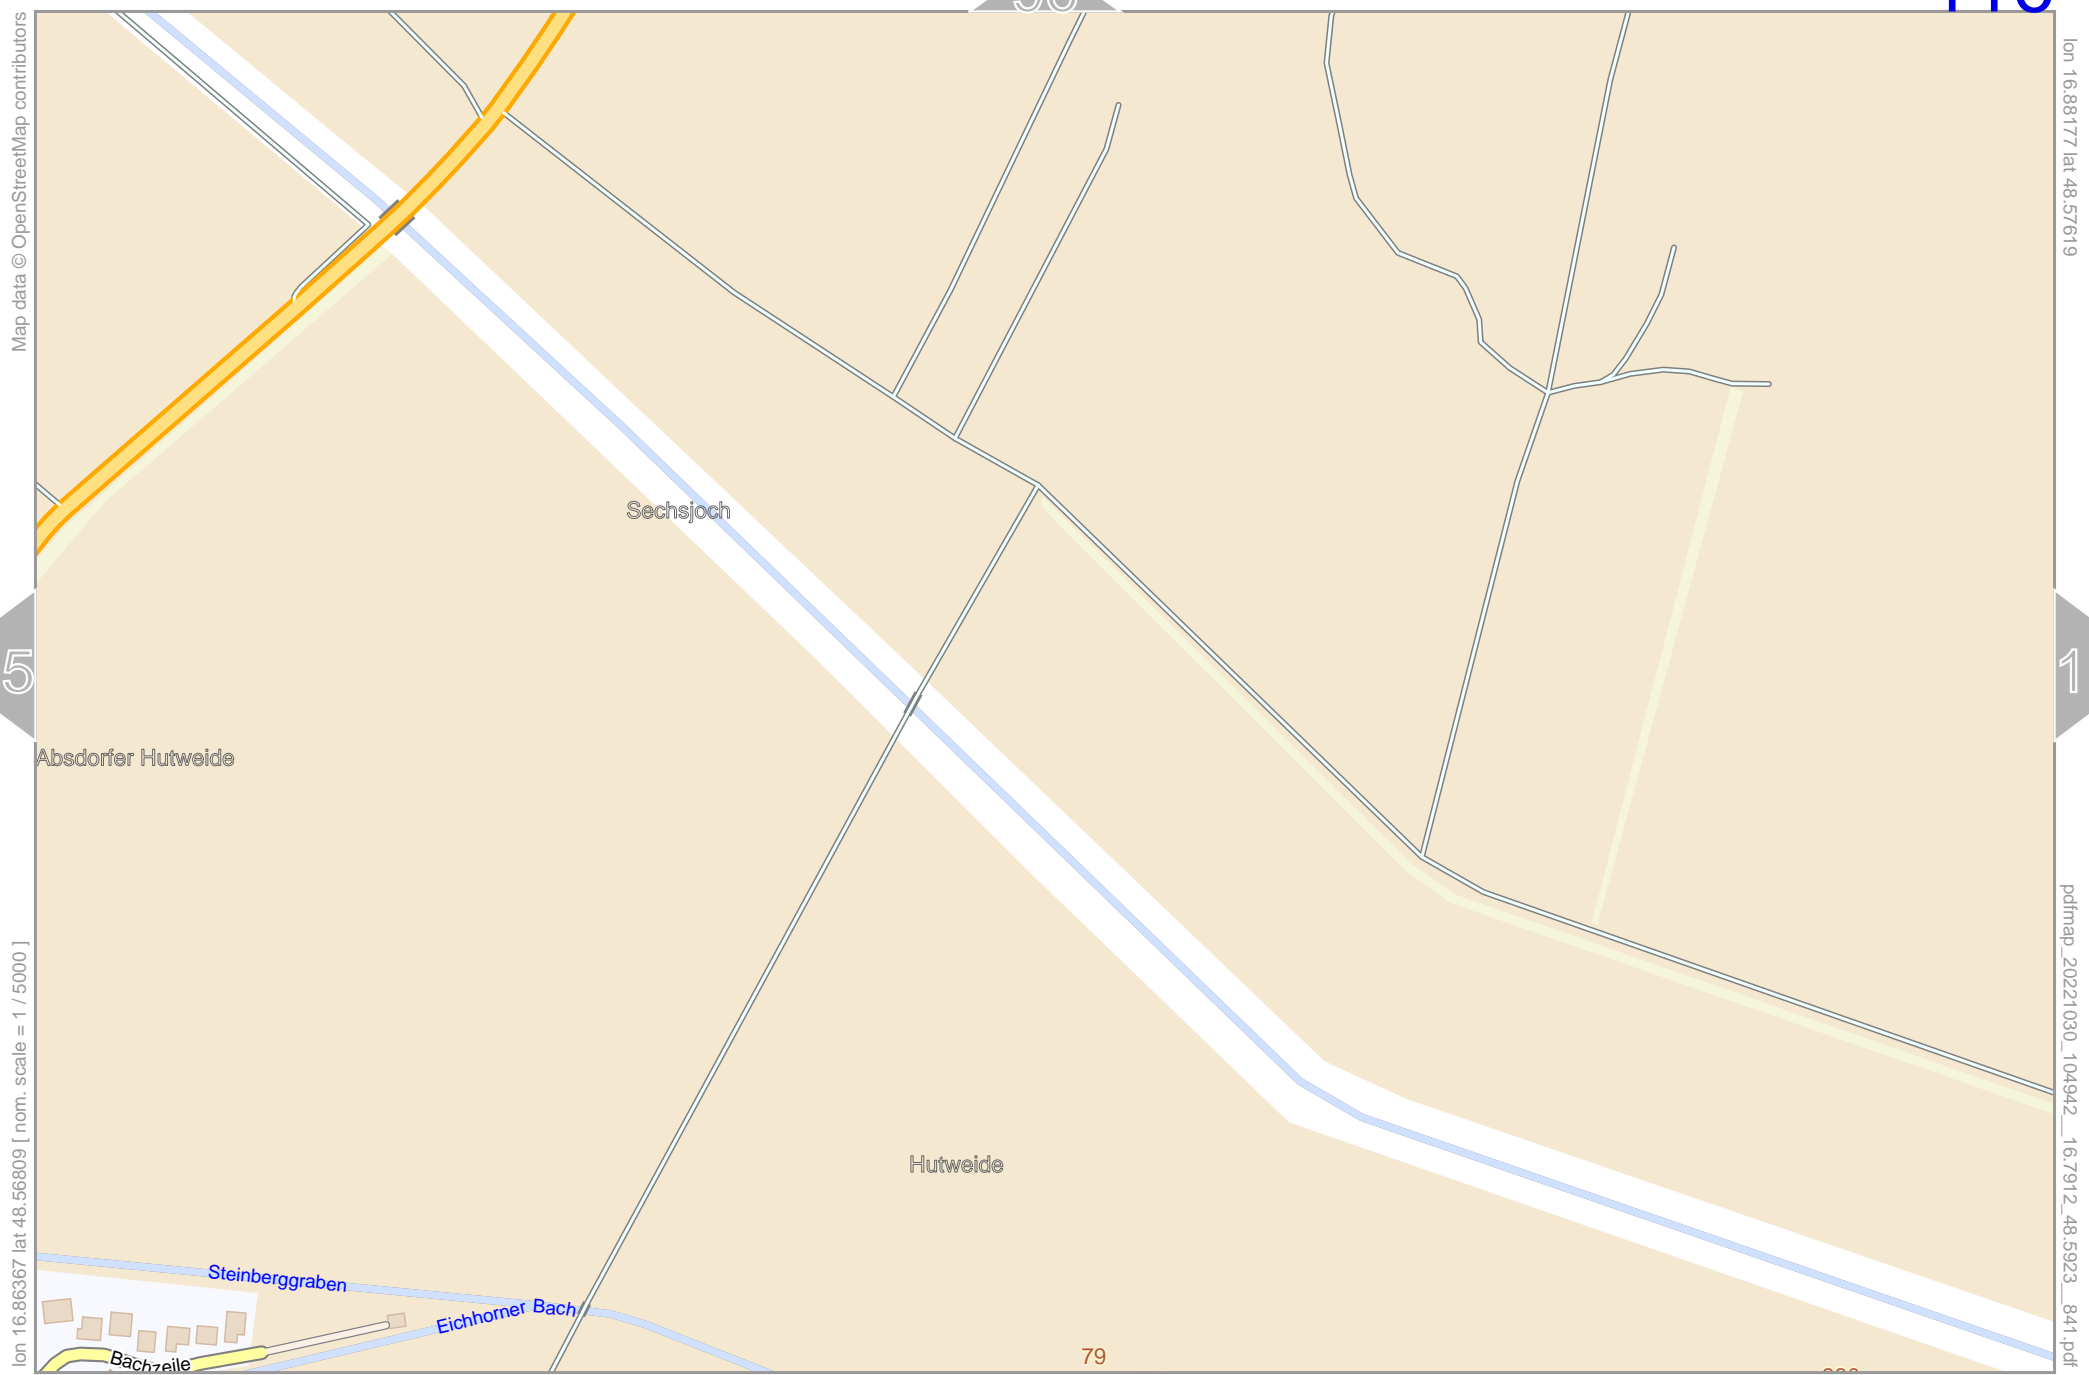 Map data © OpenStreetMap contributors
lon 16.88177 lat 48.57619
Sechsjoch
5
1
Absdorfer Hutweide
Hutweide
lon 16.86367 lat 48.56809 [ nom. scale = 1 / 5000 ]
pdfmap_20221030_104942__16.7912_48.5923__841.pdf
Steinberggraben
Eichhorner Bach
Bachzeile
79